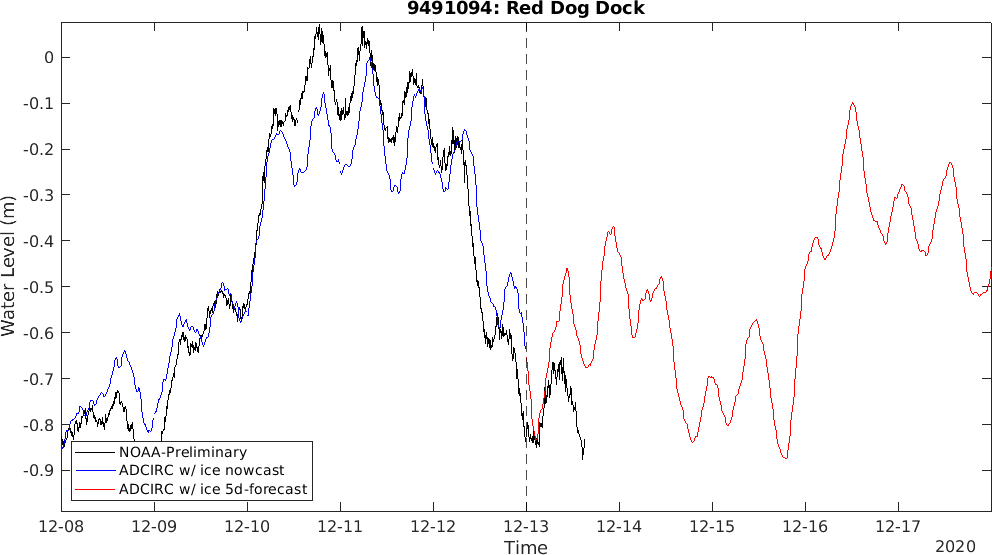 9491094: Red Dog Dock
0
-0.1
-0.2
-0.3
-0.4
-0.5
-0.6
-0.7
-0.8
-0.9
Water Level (m)
NOAA-Preliminary
ADCIRC w/ ice nowcast
ADCIRC w/ ice 5d-forecast
12-08 12-09 12-10 12-11 12-12 12-13 12-14 12-15 12-16 12-17
Time
2020